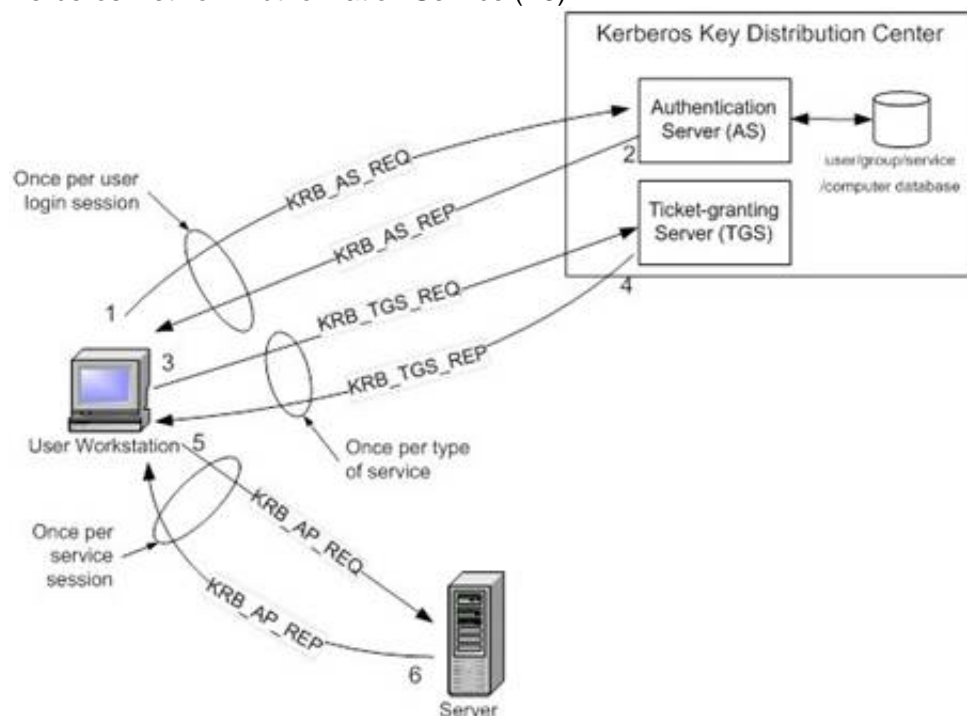 Kerberos Key Distribution Center
Authentication
Server (AS)
user/group/service
/computer database
Ticket-granting
Server (TGS)
Once per user
login session
KRB_AS_REQ
KRB_AS_REP
KRB_TGS_REQ
KRB_TGS_REP
1
2
3
4
User Workstation
5
Once per type
of service
Once per
service
session
KRB_AP_REQ
KRB_AP_REP
6
Server